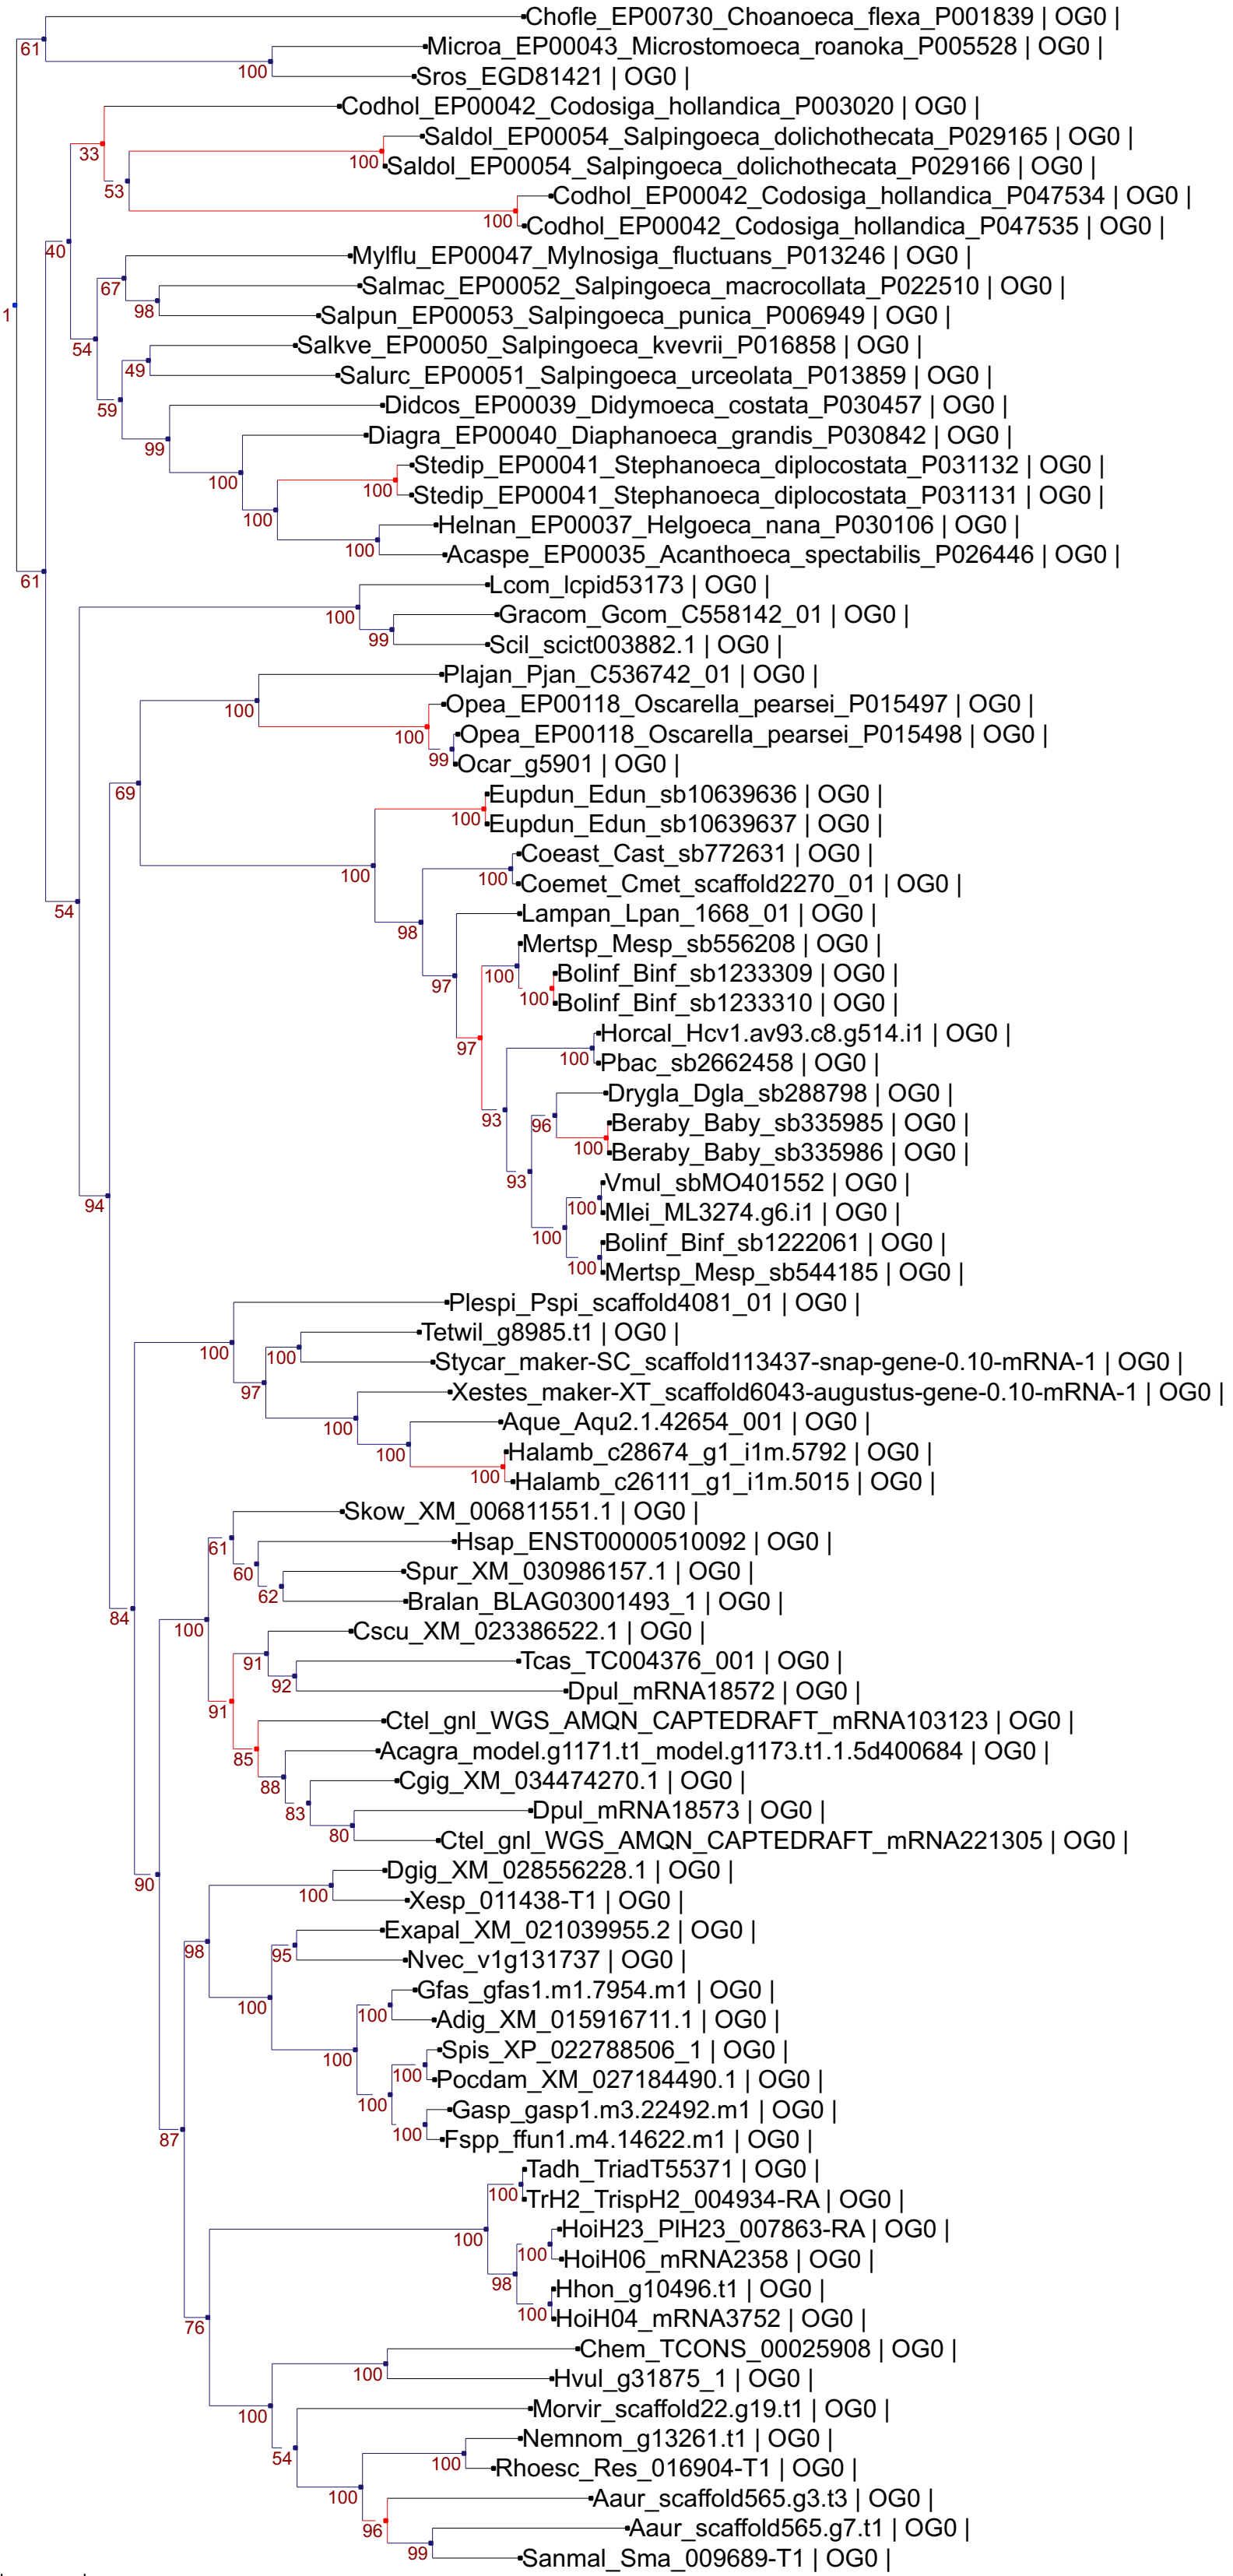 Chofle_EP00730_Choanoeca_flexa_P001839 | OG0 |
61
Microa_EP00043_Microstomoeca_roanoka_P005528 | OG0 |
100
Sros_EGD81421 | OG0 |
Codhol_EP00042_Codosiga_hollandica_P003020 | OG0 |
Saldol_EP00054_Salpingoeca_dolichothecata_P029165 | OG0 |
33
100
Saldol_EP00054_Salpingoeca_dolichothecata_P029166 | OG0 |
53
Codhol_EP00042_Codosiga_hollandica_P047534 | OG0 |
100
Codhol_EP00042_Codosiga_hollandica_P047535 | OG0 |
40
Mylflu_EP00047_Mylnosiga_fluctuans_P013246 | OG0 |
67
Salmac_EP00052_Salpingoeca_macrocollata_P022510 | OG0 |
98
1
Salpun_EP00053_Salpingoeca_punica_P006949 | OG0 |
54
Salkve_EP00050_Salpingoeca_kvevrii_P016858 | OG0 |
49
Salurc_EP00051_Salpingoeca_urceolata_P013859 | OG0 |
59
Didcos_EP00039_Didymoeca_costata_P030457 | OG0 |
99
Diagra_EP00040_Diaphanoeca_grandis_P030842 | OG0 |
Stedip_EP00041_Stephanoeca_diplocostata_P031132 | OG0 |
100
100
Stedip_EP00041_Stephanoeca_diplocostata_P031131 | OG0 |
100
Helnan_EP00037_Helgoeca_nana_P030106 | OG0 |
100
Acaspe_EP00035_Acanthoeca_spectabilis_P026446 | OG0 |
61
Lcom_lcpid53173 | OG0 |
100
Gracom_Gcom_C558142_01 | OG0 |
99
Scil_scict003882.1 | OG0 |
Plajan_Pjan_C536742_01 | OG0 |
100
Opea_EP00118_Oscarella_pearsei_P015497 | OG0 |
100
Opea_EP00118_Oscarella_pearsei_P015498 | OG0 |
99
Ocar_g5901 | OG0 |
69
Eupdun_Edun_sb10639636 | OG0 |
100
Eupdun_Edun_sb10639637 | OG0 |
Coeast_Cast_sb772631 | OG0 |
100
100
Coemet_Cmet_scaffold2270_01 | OG0 |
54
Lampan_Lpan_1668_01 | OG0 |
98
Mertsp_Mesp_sb556208 | OG0 |
97
100
Bolinf_Binf_sb1233309 | OG0 |
100
Bolinf_Binf_sb1233310 | OG0 |
Horcal_Hcv1.av93.c8.g514.i1 | OG0 |
97
100
Pbac_sb2662458 | OG0 |
Drygla_Dgla_sb288798 | OG0 |
93
96
Beraby_Baby_sb335985 | OG0 |
100
Beraby_Baby_sb335986 | OG0 |
93
Vmul_sbMO401552 | OG0 |
94
100
Mlei_ML3274.g6.i1 | OG0 |
100
Bolinf_Binf_sb1222061 | OG0 |
100
Mertsp_Mesp_sb544185 | OG0 |
Plespi_Pspi_scaffold4081_01 | OG0 |
Tetwil_g8985.t1 | OG0 |
100
100
Stycar_maker-SC_scaffold113437-snap-gene-0.10-mRNA-1 | OG0 |
97
Xestes_maker-XT_scaffold6043-augustus-gene-0.10-mRNA-1 | OG0 |
100
Aque_Aqu2.1.42654_001 | OG0 |
100
Halamb_c28674_g1_i1m.5792 | OG0 |
100
Halamb_c26111_g1_i1m.5015 | OG0 |
Skow_XM_006811551.1 | OG0 |
61
Hsap_ENST00000510092 | OG0 |
60
Spur_XM_030986157.1 | OG0 |
62
Bralan_BLAG03001493_1 | OG0 |
84
100
Cscu_XM_023386522.1 | OG0 |
91
Tcas_TC004376_001 | OG0 |
92
Dpul_mRNA18572 | OG0 |
91
Ctel_gnl_WGS_AMQN_CAPTEDRAFT_mRNA103123 | OG0 |
85
Acagra_model.g1171.t1_model.g1173.t1.1.5d400684 | OG0 |
88
Cgig_XM_034474270.1 | OG0 |
83
Dpul_mRNA18573 | OG0 |
80
Ctel_gnl_WGS_AMQN_CAPTEDRAFT_mRNA221305 | OG0 |
90
Dgig_XM_028556228.1 | OG0 |
100
Xesp_011438-T1 | OG0 |
Exapal_XM_021039955.2 | OG0 |
98
95
Nvec_v1g131737 | OG0 |
Gfas_gfas1.m1.7954.m1 | OG0 |
100
100
Adig_XM_015916711.1 | OG0 |
Spis_XP_022788506_1 | OG0 |
100
100
Pocdam_XM_027184490.1 | OG0 |
100
Gasp_gasp1.m3.22492.m1 | OG0 |
87
100
Fspp_ffun1.m4.14622.m1 | OG0 |
Tadh_TriadT55371 | OG0 |
100
TrH2_TrispH2_004934-RA | OG0 |
HoiH23_PlH23_007863-RA | OG0 |
100
100
HoiH06_mRNA2358 | OG0 |
98
Hhon_g10496.t1 | OG0 |
100
HoiH04_mRNA3752 | OG0 |
76
Chem_TCONS_00025908 | OG0 |
100
Hvul_g31875_1 | OG0 |
Morvir_scaffold22.g19.t1 | OG0 |
100
Nemnom_g13261.t1 | OG0 |
54
100
Rhoesc_Res_016904-T1 | OG0 |
100
Aaur_scaffold565.g3.t3 | OG0 |
96
Aaur_scaffold565.g7.t1 | OG0 |
99
Sanmal_Sma_009689-T1 | OG0 |